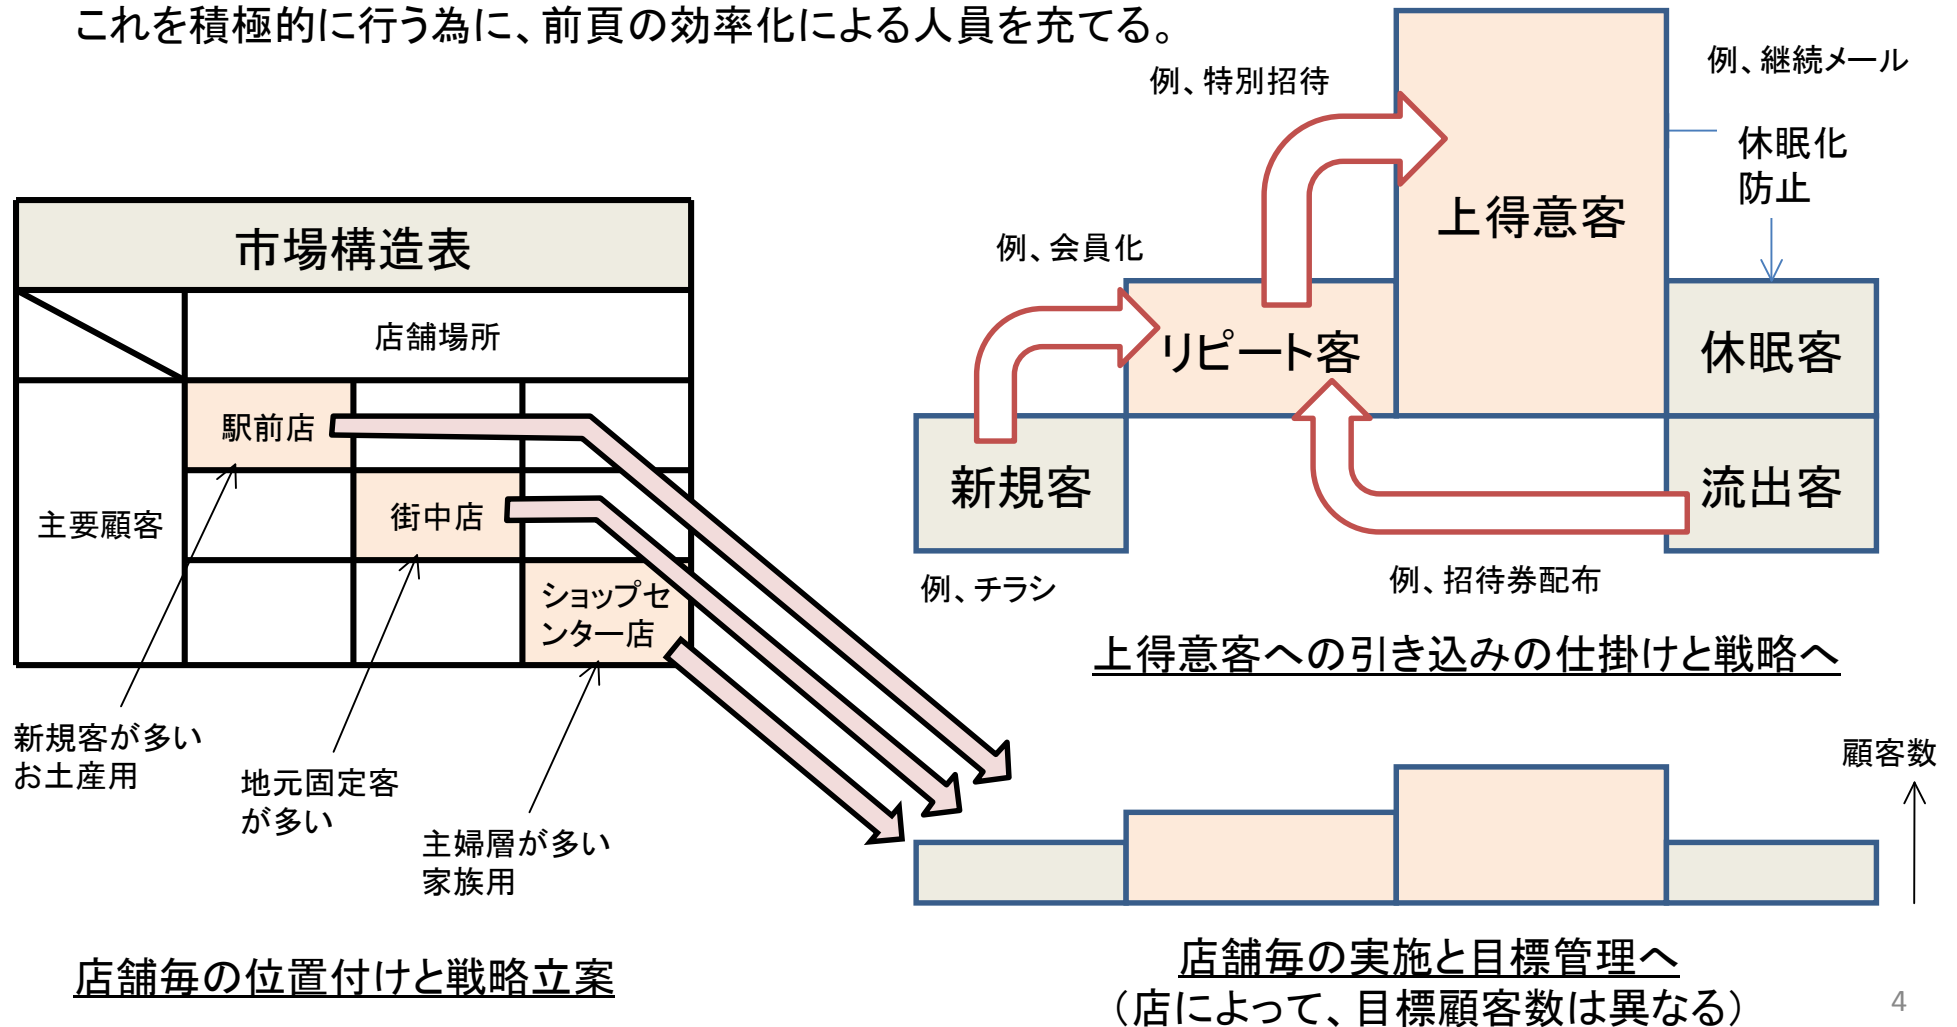 これを積極的に行う為に、前頁の効率化による人員を充てる。
市場構造表
店舗場所
主要顧客
駅前店
街中店
ショップセ
ンター店
新規客が多い
お土産用
地元固定客
が多い
主婦層が多い
家族用
店舗毎の位置付けと戦略立案
例、特別招待
例、継続メール
休眠化
防止
上得意客
例、会員化
リピート客
休眠客
新規客
流出客
例、チラシ
例、招待券配布
上得意客への引き込みの仕掛けと戦略へ
顧客数
店舗毎の実施と目標管理へ
（店によって、目標顧客数は異なる）
4